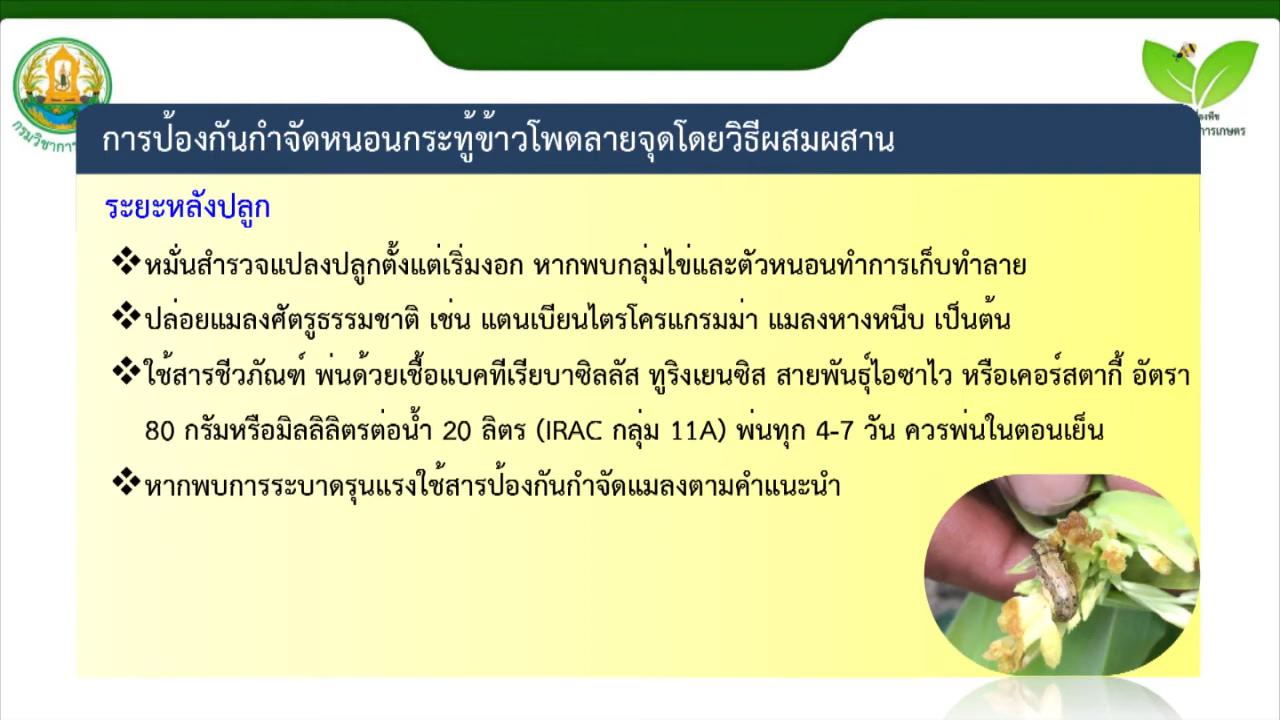 การป้องกันกำจัดหนอนกระทู้ข้าวโพดลายจุดโดยวิธีผสมผสาน
ระยะหลังปลูก
❖หมั่นสำรวจแปลงปลูกตั้งแต่เริ่มงอก หากพบกลุ่มไข่และตัวหนอนทำการเก็บทำลาย
❖ปล่อยแมลงศัตรูธรรมชาติ เช่น แตนเบียนไตรโครแกรมม่า แมลงหางหนีบ เป็นต้น
❖ใช้สารชีวภัณฑ์ พ่นด้วยเชื้อแบคทีเรียบาซิลลัส ทูริงเยนซิส สายพันธุ์ไอซาไว หรือเคอร์สตากี้ อัตรา
80 กรัมหรือมิลลิลิตรต่อน้ำ 20 ลิตร (IRAC กลุ่ม 11A) พ่นทุก 4-7 วัน ควรพ่นในตอนเย็น
❖หากพบการระบาดรุนแรงใช้สารป้องกันกำจัดแมลงตามคำแนะนำ